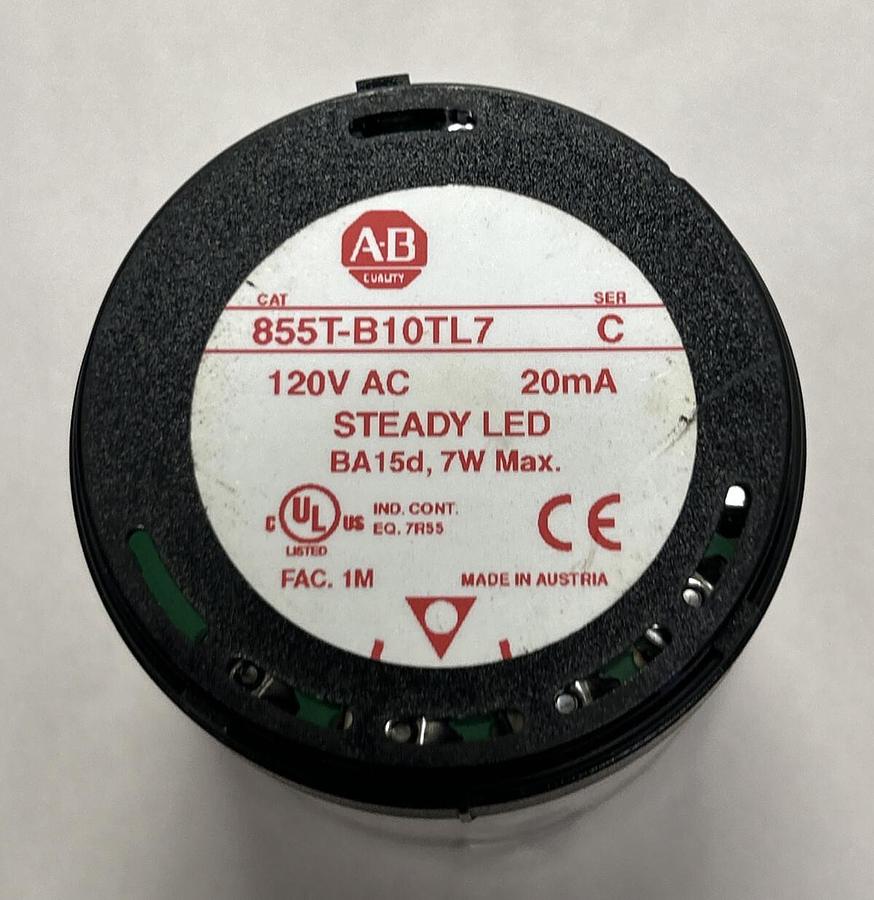 A-B
QUALITY
CAT SER
855T-B10TL7 C
120V AC 20mA
STEADY LED
BA15d, 7W Max.
C UL US
LISTED
IND. CONT.
EQ. 7R55
CE
FAC. 1M MADE IN AUSTRIA